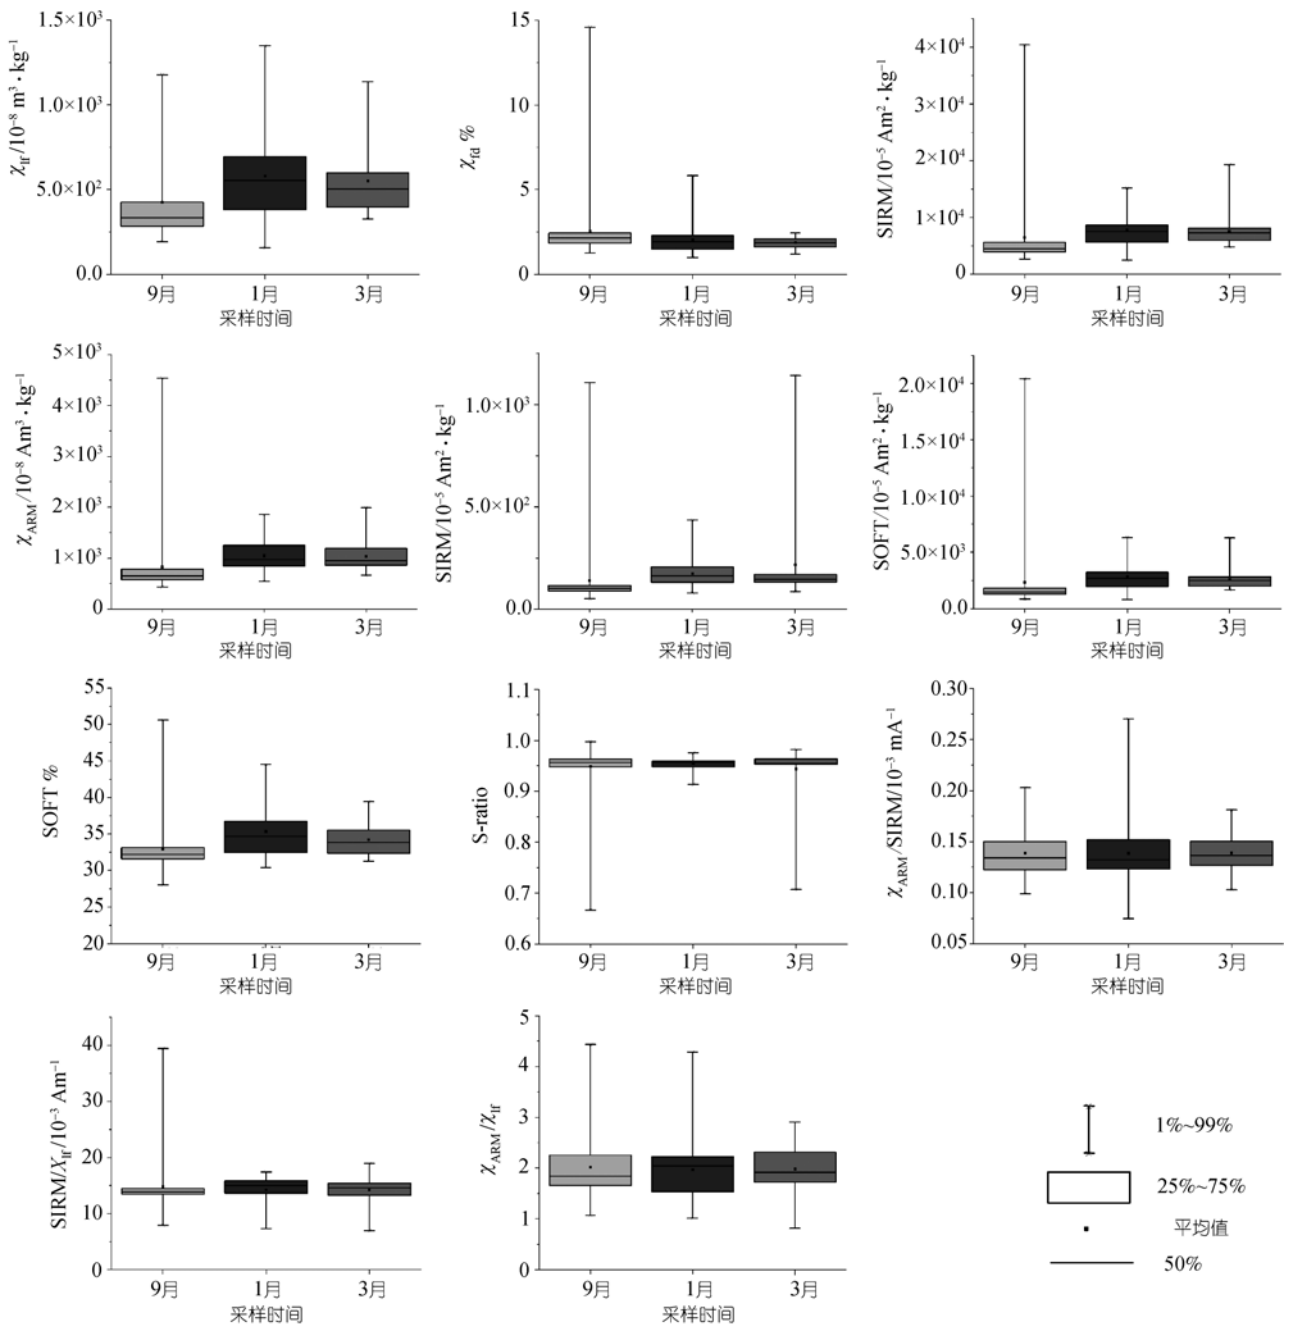 χlf/10⁻⁸ m³·kg⁻¹
1.5×10³
1.0×10³
5.0×10²
0.0
9月 1月 3月
采样时间
χfd %
15
10
5
0
9月 1月 3月
采样时间
SIRM/10⁻⁵ Am²·kg⁻¹
4×10⁴
3×10⁴
2×10⁴
1×10⁴
0
9月 1月 3月
采样时间
χARM/10⁻⁸ Am³·kg⁻¹
5×10³
4×10³
3×10³
2×10³
1×10³
0
9月 1月 3月
采样时间
SIRM/10⁻⁵ Am²·kg⁻¹
1.0×10³
5.0×10²
0.0
9月 1月 3月
采样时间
SOFT/10⁻⁵ Am²·kg⁻¹
2.0×10⁴
1.5×10⁴
1.0×10⁴
5.0×10³
0.0
9月 1月 3月
采样时间
SOFT %
55
50
45
40
35
30
25
20
9月 1月 3月
采样时间
S-ratio
1.1
1.0
0.9
0.8
0.7
0.6
9月 1月 3月
采样时间
χARM/SIRM/10⁻³ mA⁻¹
0.30
0.25
0.20
0.15
0.10
0.05
9月 1月 3月
采样时间
SIRM/Xlf/10⁻³ Am⁻¹
40
30
20
10
0
9月 1月 3月
采样时间
χARM/χlf
5
4
3
2
1
0
9月 1月 3月
采样时间
1%~99%
25%~75%
平均值
50%